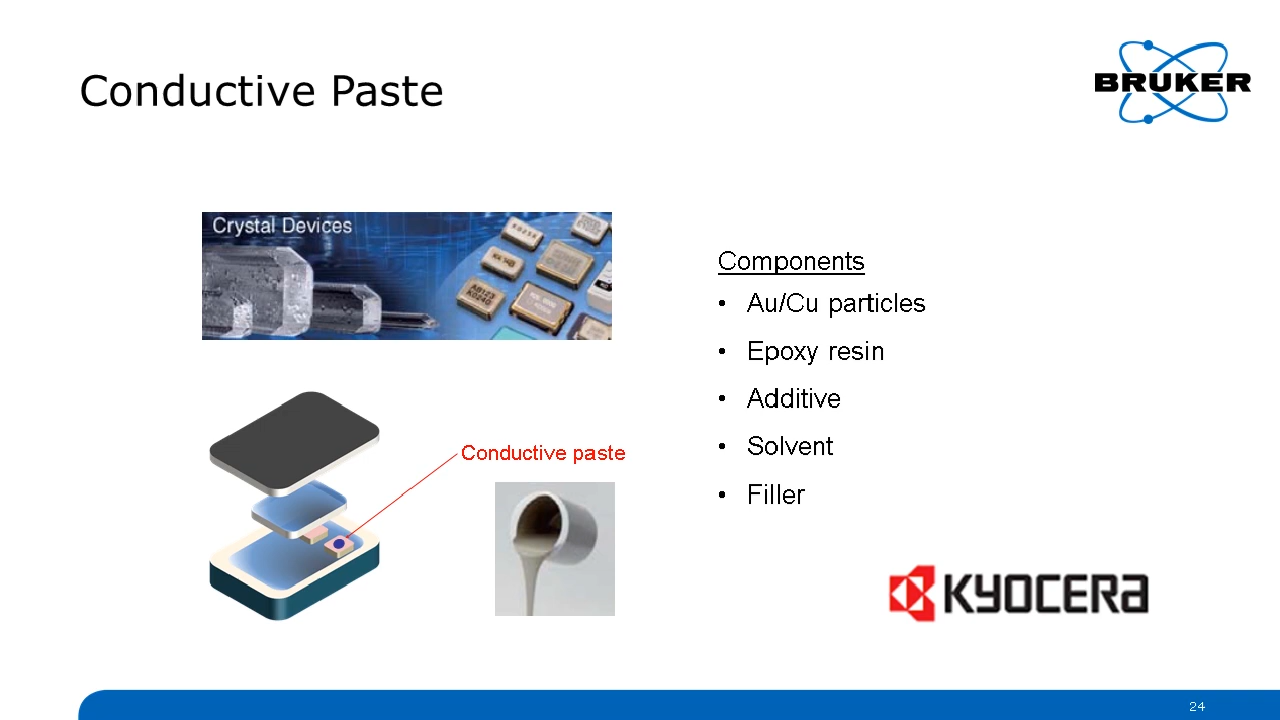 Conductive Paste
BRUKER
Crystal Devices
Components
• Au/Cu particles
• Epoxy resin
• Additive
• Solvent
• Filler
Conductive paste
KYOCERA
24